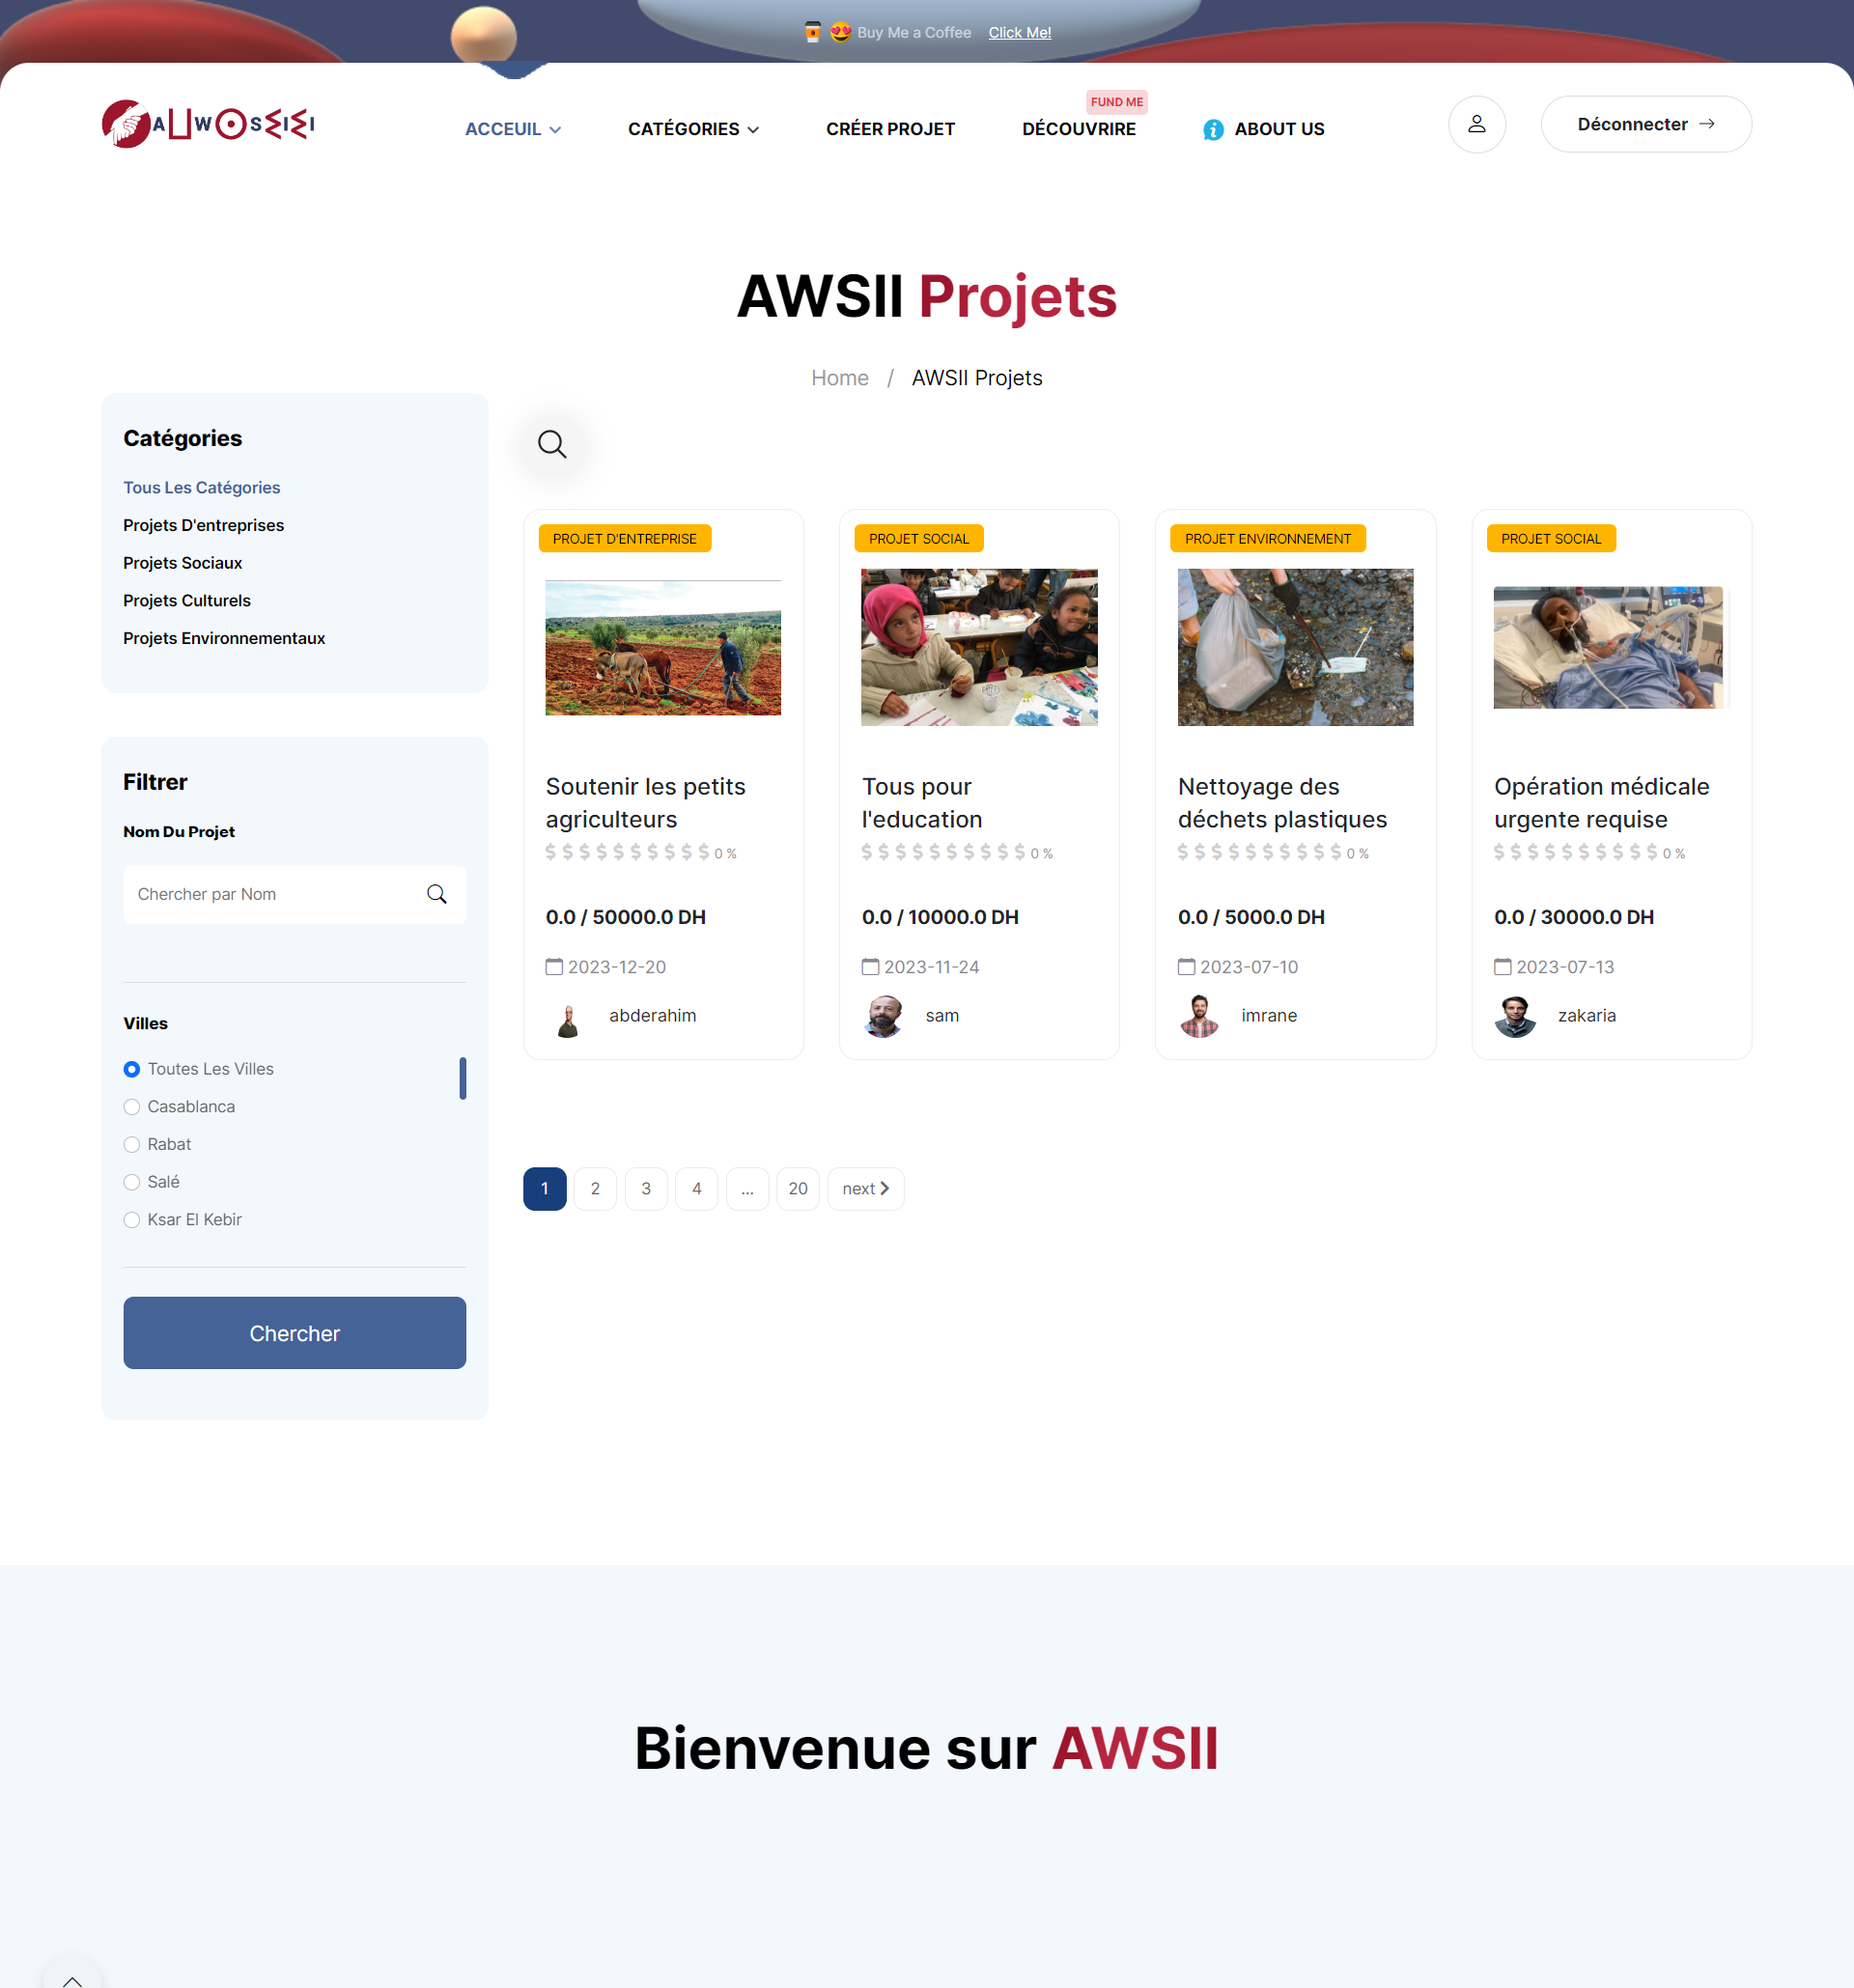 Buy Me a Coffee Click Me!
FUND ME
ACCEUIL CATÉGORIES CRÉER PROJET DÉCOUVRIRE ABOUT US Déconnecter
AWSII Projets
Home / AWSII Projets
Catégories
Tous Les Catégories
Projets D'entreprises
Projets Sociaux
Projets Culturels
Projets Environnementaux
Filtrer
Nom Du Projet
Chercher par Nom
Villes
Toutes Les Villes
Casablanca
Rabat
Salé
Ksar El Kebir
Chercher
PROJET D'ENTREPRISE
Soutenir les petits
agriculteurs
$ $ $ $ $ $ $ $ $ $ 0 %
0.0 / 50000.0 DH
2023-12-20
abderahim
PROJET SOCIAL
Tous pour
l'education
$ $ $ $ $ $ $ $ $ $ 0 %
0.0 / 10000.0 DH
2023-11-24
sam
PROJET ENVIRONNEMENT
Nettoyage des
déchets plastiques
$ $ $ $ $ $ $ $ $ $ 0 %
0.0 / 5000.0 DH
2023-07-10
imrane
PROJET SOCIAL
Opération médicale
urgente requise
$ $ $ $ $ $ $ $ $ $ 0 %
0.0 / 30000.0 DH
2023-07-13
zakaria
1 2 3 4 ... 20 next
Bienvenue sur AWSII